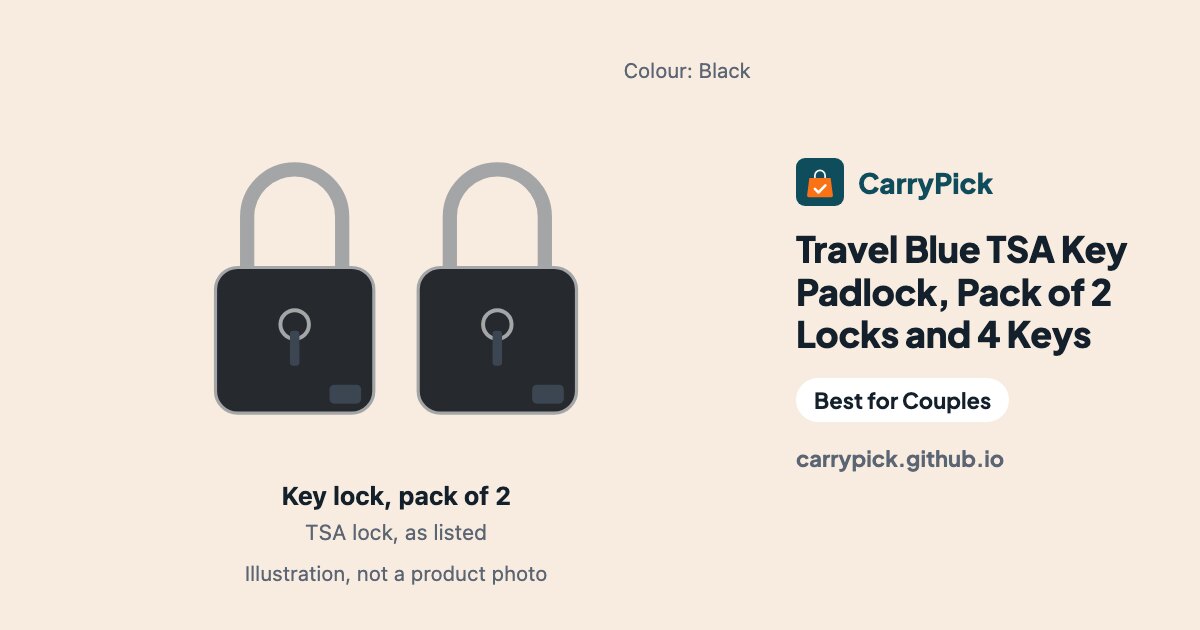 Colour: Black
CarryPick
Travel Blue TSA Key
Padlock, Pack of 2
Locks and 4 Keys
Best for Couples
carrypick.github.io
Key lock, pack of 2
TSA lock, as listed
Illustration, not a product photo